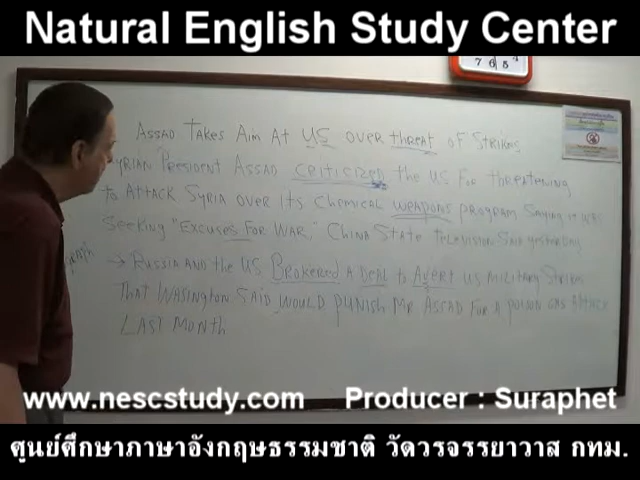 Natural English Study Center
7 6 5
ASSAD TAKES AIM AT US OVER threat OF STRIKES
SYRIAN PRESIDENT ASSAD CRITICIZED the US FOR THREATENING
to ATTACK SYRIA OVER ITS CHEMICAL WEAPONS PROGRAM SAYING IT WAS
SEEKING "EXCUSES FOR WAR," CHINA STATE TELEVISION SAID YESTERDAY
→ RUSSIA AND the US BROKERED A DEAL to AVERT US MILITARY STRIKES
THAT WASINGTON SAID WOULD PUNISH MR ASSAD FOR A POISON GAS ATTACK
LAST MONTH
www.nescstudy.com Producer : Suraphet
ศูนย์ศึกษาภาษาอังกฤษธรรมชาติ วัดวรจรรยาวาส กทม.